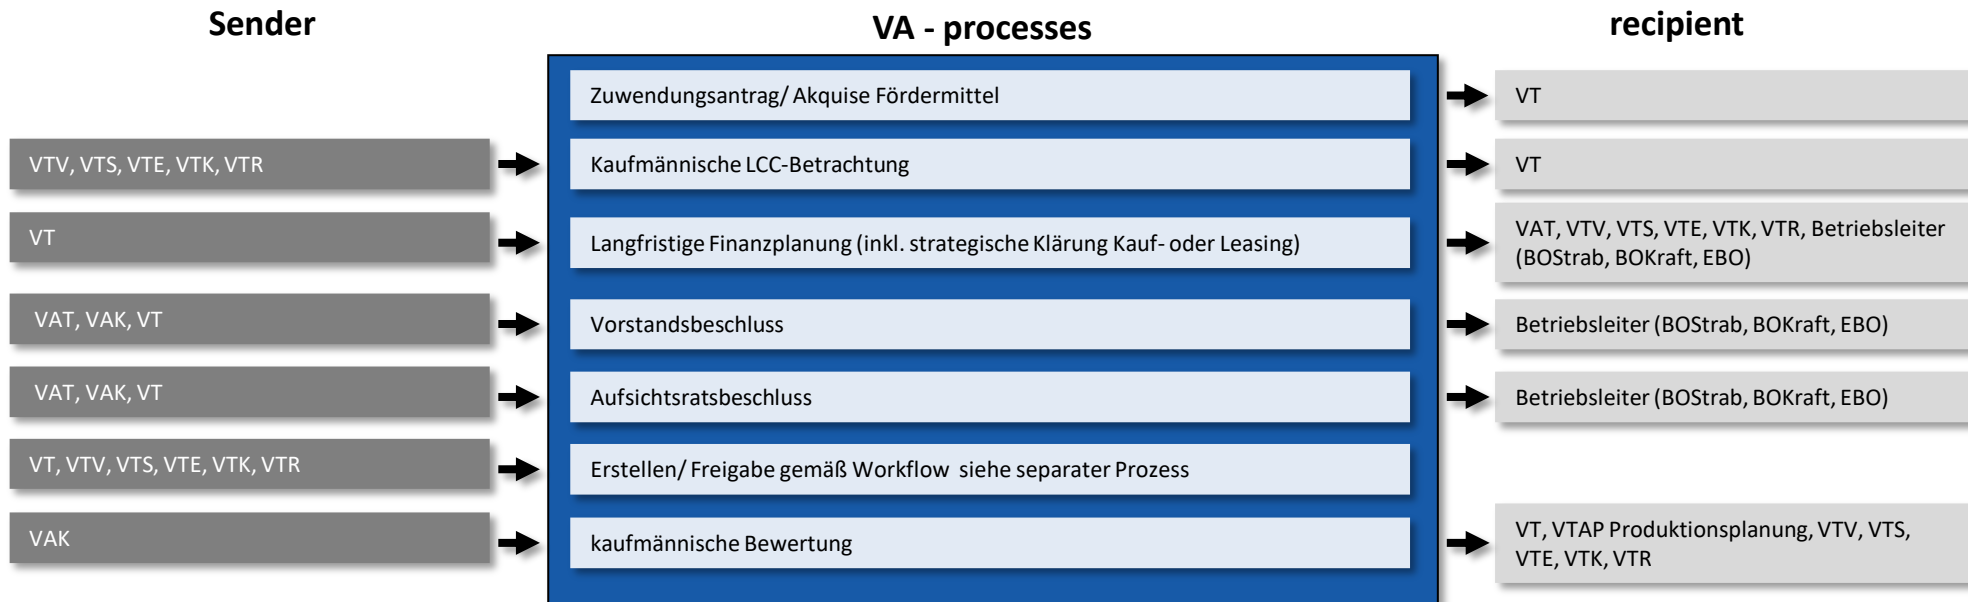 Sender
VA - processes
recipient
Zuwendungsantrag/ Akquise Fördermittel
VT
VTV, VTS, VTE, VTK, VTR
Kaufmännische LCC-Betrachtung
VT
VT
Langfristige Finanzplanung (inkl. strategische Klärung Kauf- oder Leasing)
VAT, VTV, VTS, VTE, VTK, VTR, Betriebsleiter
(BOStrab, BOKraft, EBO)
VAT, VAK, VT
Vorstandsbeschluss
Betriebsleiter (BOStrab, BOKraft, EBO)
VAT, VAK, VT
Aufsichtsratsbeschluss
Betriebsleiter (BOStrab, BOKraft, EBO)
VT, VTV, VTS, VTE, VTK, VTR
Erstellen/ Freigabe gemäß Workflow siehe separater Prozess
VAK
kaufmännische Bewertung
VT, VTAP Produktionsplanung, VTV, VTS,
VTE, VTK, VTR